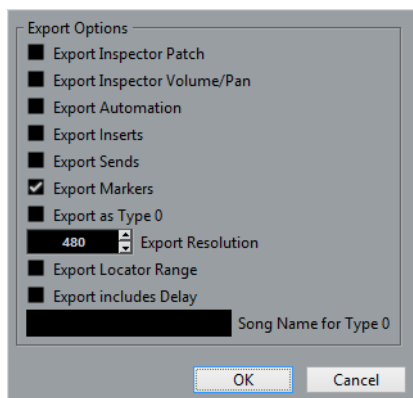 Export Options
Export Inspector Patch
Export Inspector Volume/Pan
Export Automation
Export Inserts
Export Sends
Export Markers
Export as Type 0
480 Export Resolution
Export Locator Range
Export includes Delay
Song Name for Type 0
OK Cancel